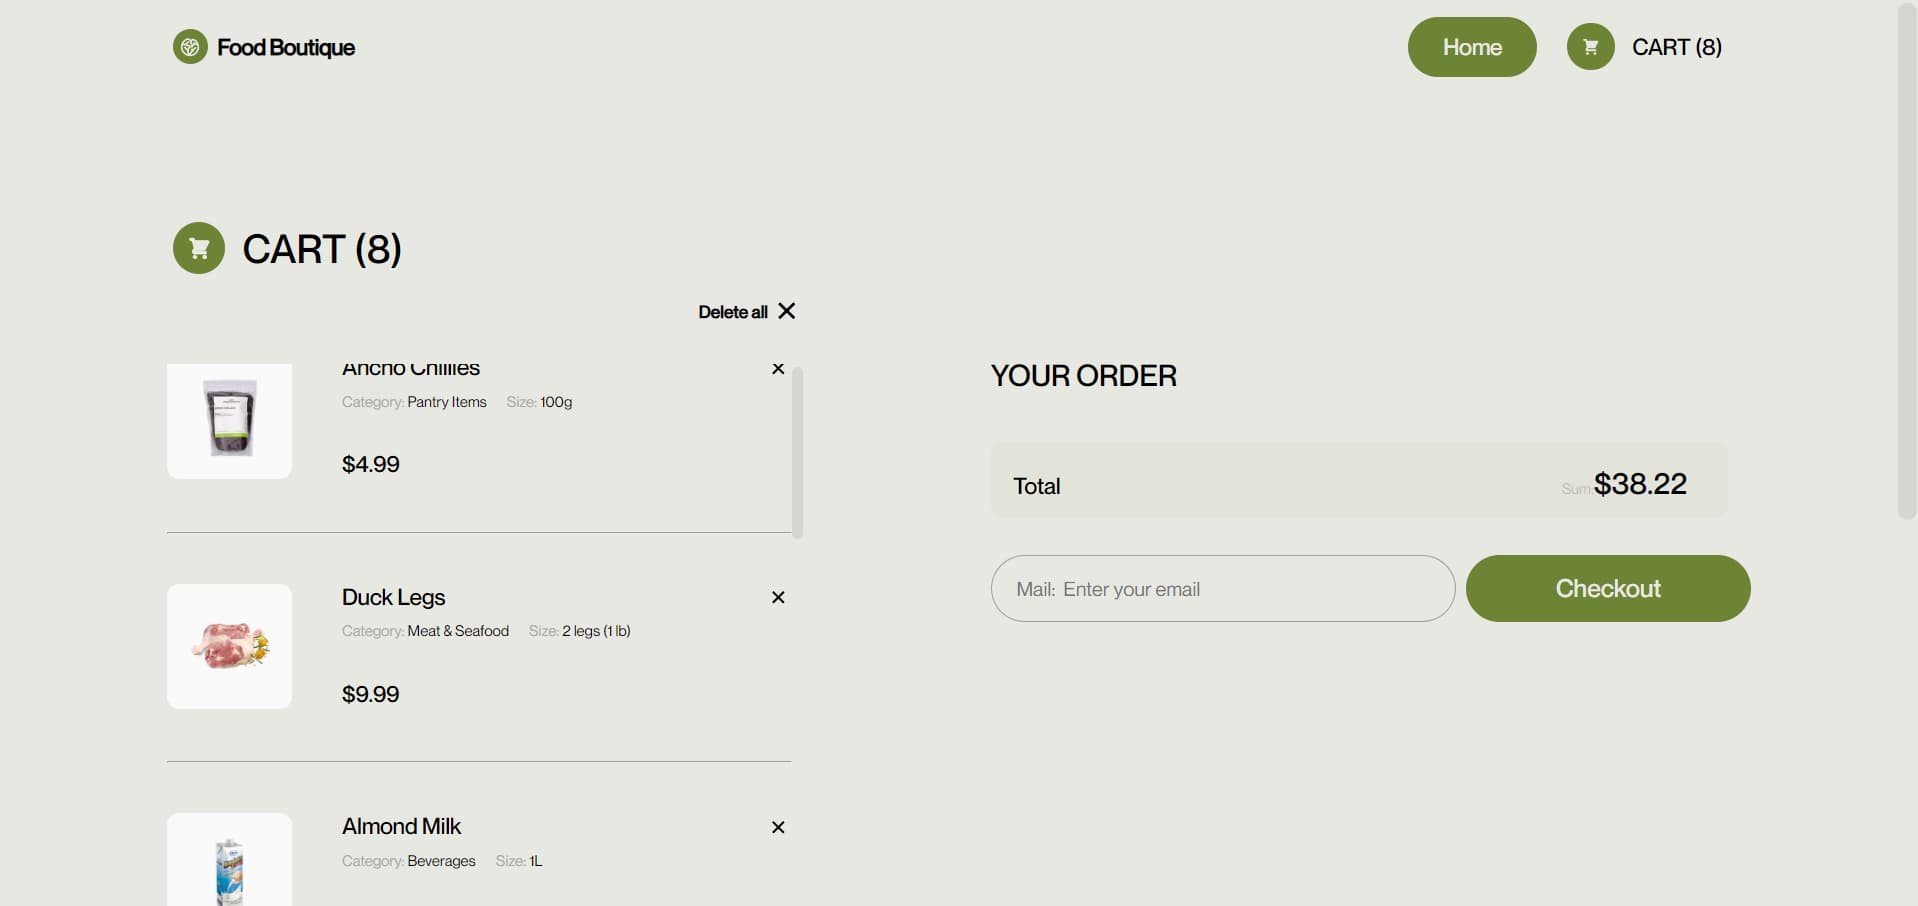 Food Boutique
Home
CART (8)
CART (8)
Delete all
Ancho Chillies
Category: Pantry Items Size: 100g
$4.99
Duck Legs
Category: Meat & Seafood Size: 2 legs (1 lb)
$9.99
Almond Milk
Category: Beverages Size: 1L
YOUR ORDER
Total Sum:$38.22
Mail: Enter your email
Checkout